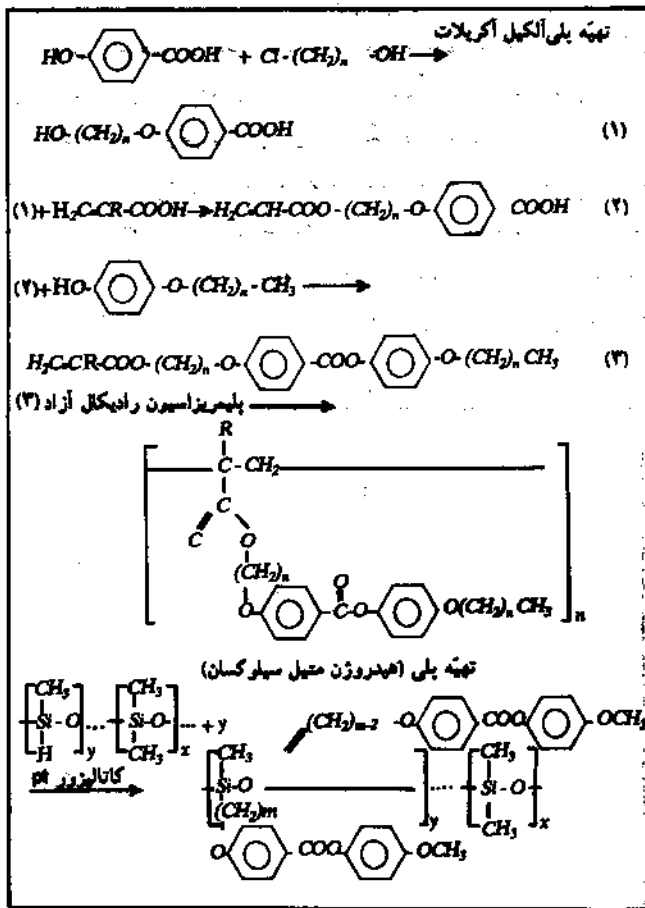 تهیّه پلی‌آلکیل آکریلات
HO- -COOH + Cl-(CH₂)ₙ -OH→
HO-(CH₂)ₙ-O- -COOH (۱)
(۱)+H₂C=CR-COOH→H₂C=CH-COO-(CH₂)ₙ-O- COOH (۲)
(۲)+HO- -O-(CH₂)ₙ-CH₃ →
H₂C=CR-COO-(CH₂)ₙ-O- -COO- -O-(CH₂)ₙ CH₃ (۳)
پلیمریزاسیون رادیکال آزاد (۳) →
R
C-CH₂
C
C O
(CH₂)ₙ O
O -C-O- O(CH₂)ₙ CH₃ n
تهیّه پلی (هیدروژن متیل سیلوکسان)
CH₃ CH₃ (CH₂)m-2 -O- COO- -OCH₃
Si-O ... Si-O- ... + y
H y CH₃ x
کاتالیزور pt → CH₃ CH₃
Si-O .... Si-O
(CH₂)m y CH₃ x
O -COO- -OCH₃